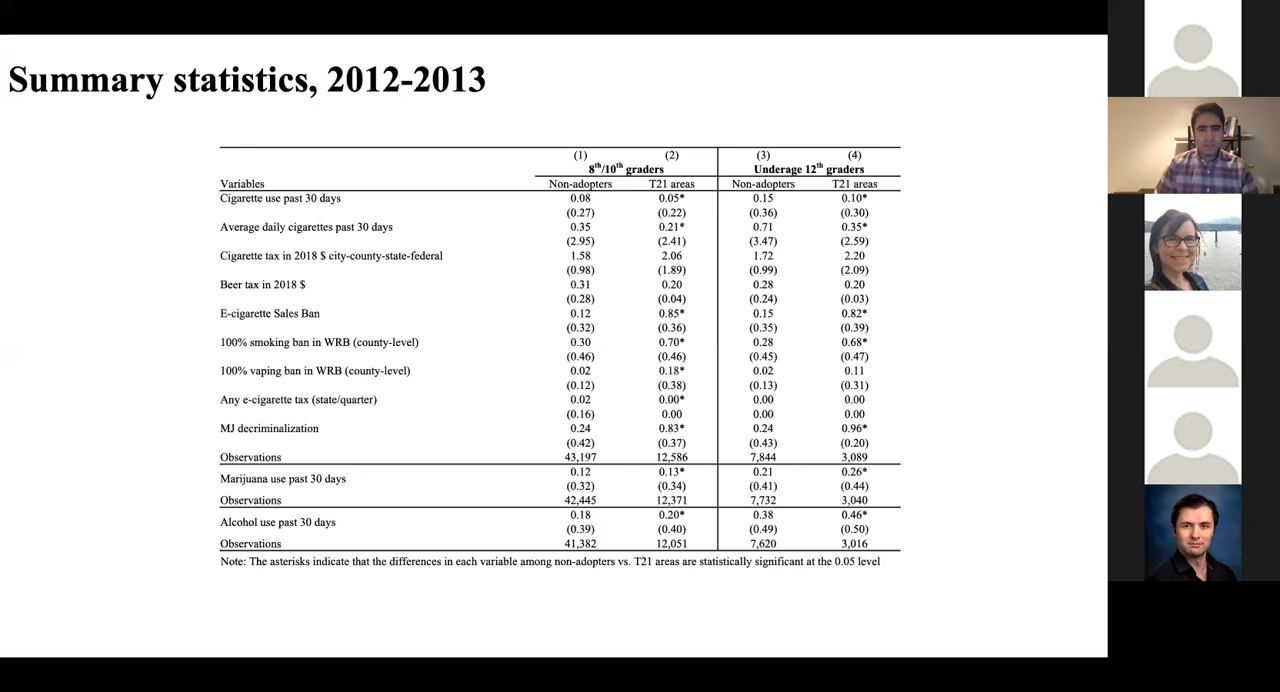 Summary statistics, 2012-2013
(1) (2) (3) (4)
8th/10th graders Underage 12th graders
Variables Non-adopters T21 areas Non-adopters T21 areas
Cigarette use past 30 days 0.08 0.05* 0.15 0.10*
(0.27) (0.22) (0.36) (0.30)
Average daily cigarettes past 30 days 0.35 0.21* 0.71 0.35*
(2.95) (2.41) (3.47) (2.59)
Cigarette tax in 2018 $ city-county-state-federal 1.58 2.06 1.72 2.20
(0.98) (1.89) (0.99) (2.09)
Beer tax in 2018 $ 0.31 0.20 0.28 0.20
(0.28) (0.04) (0.24) (0.03)
E-cigarette Sales Ban 0.12 0.85* 0.15 0.82*
(0.32) (0.36) (0.35) (0.39)
100% smoking ban in WRB (county-level) 0.30 0.70* 0.28 0.68*
(0.46) (0.46) (0.45) (0.47)
100% vaping ban in WRB (county-level) 0.02 0.18* 0.02 0.11
(0.12) (0.38) (0.13) (0.31)
Any e-cigarette tax (state/quarter) 0.02 0.00* 0.00 0.00
(0.16) 0.00 0.00 0.00
MJ decriminalization 0.24 0.83* 0.24 0.96*
(0.42) (0.37) (0.43) (0.20)
Observations 43,197 12,586 7,844 3,089
Marijuana use past 30 days 0.12 0.13* 0.21 0.26*
(0.32) (0.34) (0.41) (0.44)
Observations 42,445 12,371 7,732 3,040
Alcohol use past 30 days 0.18 0.20* 0.38 0.46*
(0.39) (0.40) (0.49) (0.50)
Observations 41,382 12,051 7,620 3,016
Note: The asterisks indicate that the differences in each variable among non-adopters vs. T21 areas are statistically significant at the 0.05 level